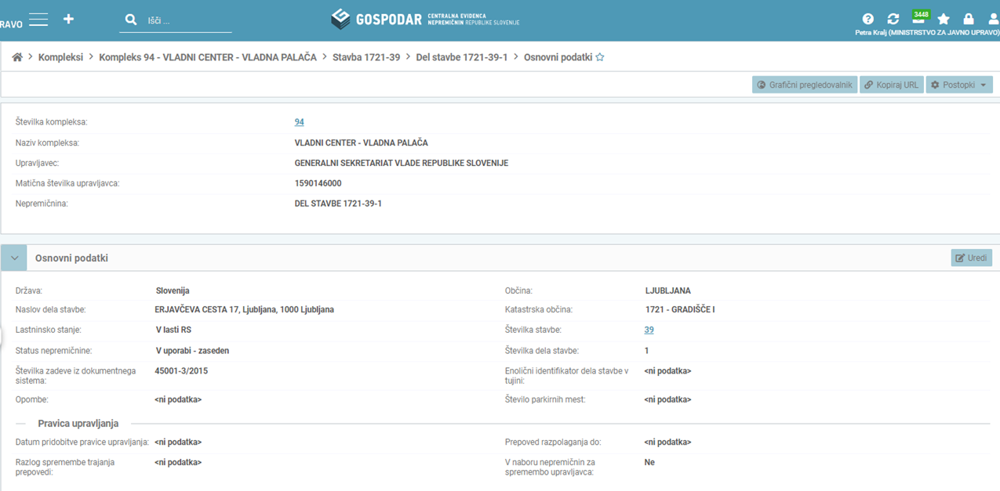 RAVO
Išči ...
GOSPODAR CENTRALNA EVIDENCA
NEPREMIČNIN REPUBLIKE SLOVENIJE
3448
Petra Kralj (MINISTRSTVO ZA JAVNO UPRAVO)
Kompleksi > Kompleks 94 - VLADNI CENTER - VLADNA PALAČA > Stavba 1721-39 > Del stavbe 1721-39-1 > Osnovni podatki
Grafični pregledovalnik Kopiraj URL Postopki
Številka kompleksa: 94
Naziv kompleksa: VLADNI CENTER - VLADNA PALAČA
Upravljavec: GENERALNI SEKRETARIAT VLADE REPUBLIKE SLOVENIJE
Matična številka upravljavca: 1590146000
Nepremičnina: DEL STAVBE 1721-39-1
Osnovni podatki Uredi
Država: Slovenija Občina: LJUBLJANA
Naslov dela stavbe: ERJAVČEVA CESTA 17, Ljubljana, 1000 Ljubljana Katastrska občina: 1721 - GRADIŠČE I
Lastninsko stanje: V lasti RS Številka stavbe: 39
Status nepremičnine: V uporabi - zaseden Številka dela stavbe: 1
Številka zadeve iz dokumentnega 45001-3/2015 Enolični identifikator dela stavbe v <ni podatka>
sistema: tujini:
Opombe: <ni podatka> Število parkirnih mest: <ni podatka>
Pravica upravljanja
Datum pridobitve pravice upravljanja: <ni podatka> Prepoved razpolaganja do: <ni podatka>
Razlog spremembe trajanja <ni podatka> V naboru nepremičnin za Ne
prepovedi: spremembo upravljavca: